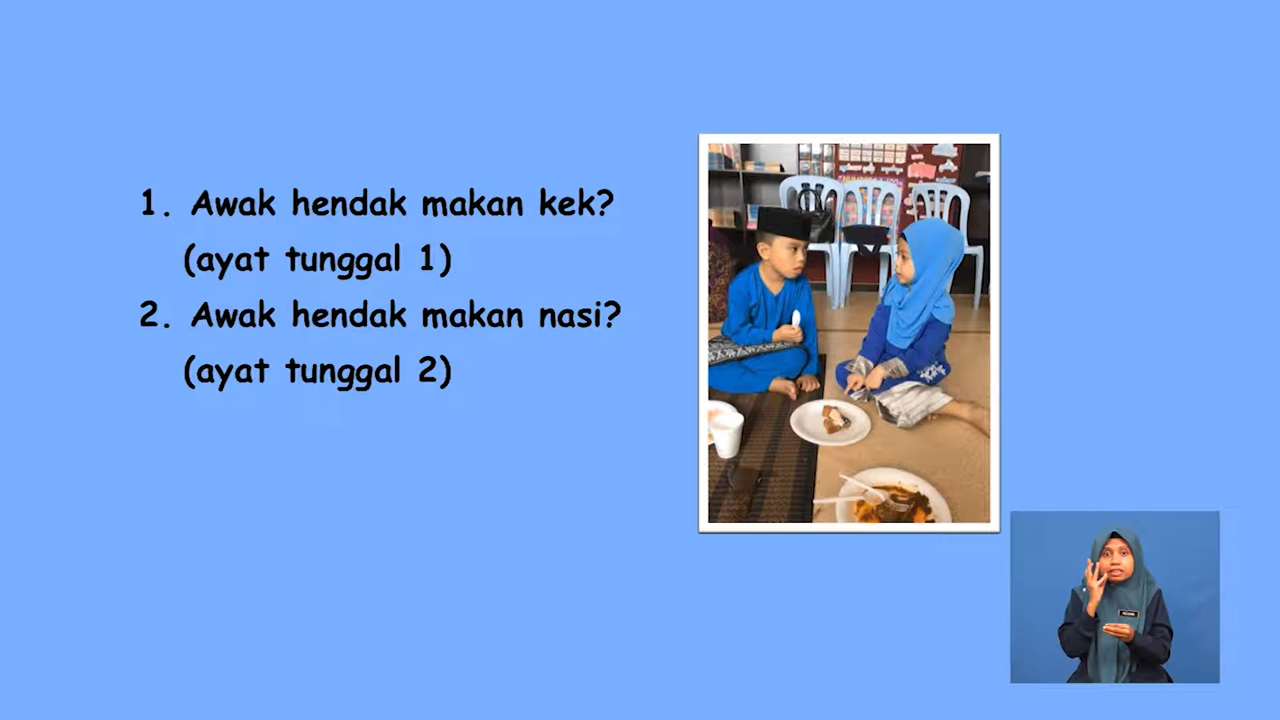 1. Awak hendak makan kek?
(ayat tunggal 1)
2. Awak hendak makan nasi?
(ayat tunggal 2)